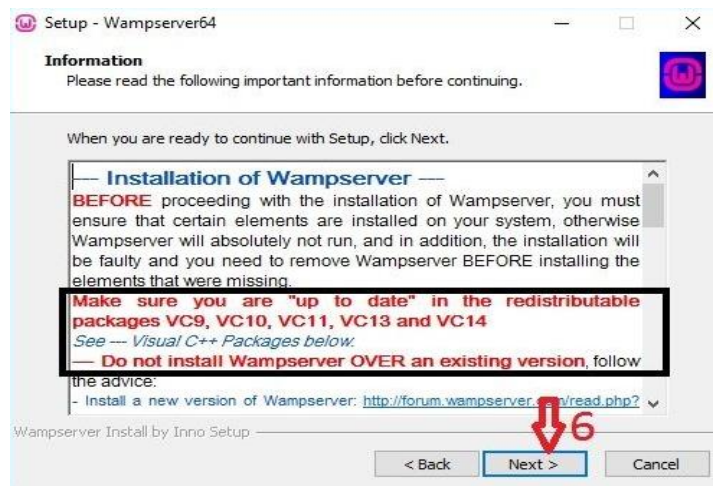 Setup - Wampserver64
Information
Please read the following important information before continuing.
When you are ready to continue with Setup, click Next.
--- Installation of Wampserver ---
BEFORE proceeding with the installation of Wampserver, you must
ensure that certain elements are installed on your system, otherwise
Wampserver will absolutely not run, and in addition, the installation will
be faulty and you need to remove Wampserver BEFORE installing the
elements that were missing.
Make sure you are "up to date" in the redistributable
packages VC9, VC10, VC11, VC13 and VC14
See --- Visual C++ Packages below.
--- Do not install Wampserver OVER an existing version, follow
the advice:
- Install a new version of Wampserver: http://forum.wampserver.com/read.php?
6
Wampserver Install by Inno Setup
< Back Next > Cancel